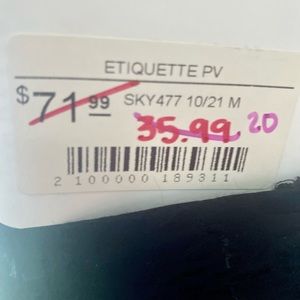 ETIQUETTE PV
$71.99 SKY477 10/21 M
35.99 20
2 100000 189311